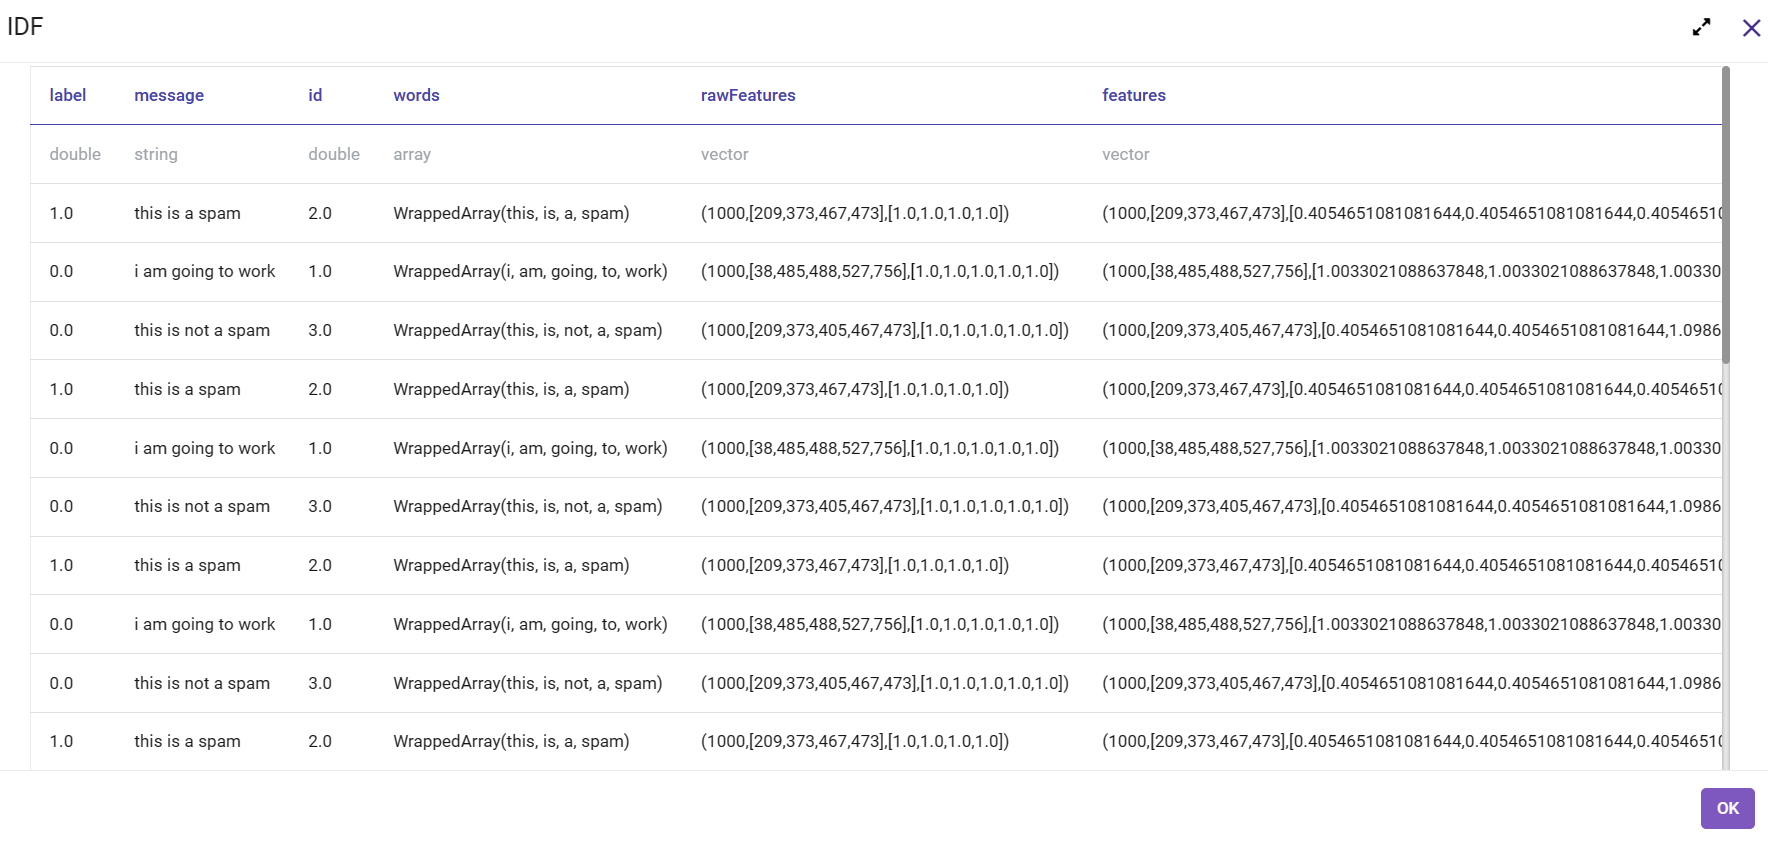 IDF
label message id words rawFeatures features
double string double array vector vector
1.0 this is a spam 2.0 WrappedArray(this, is, a, spam) (1000,[209,373,467,473],[1.0,1.0,1.0,1.0]) (1000,[209,373,467,473],[0.4054651081081644,0.4054651081081644,0.4054651
0.0 i am going to work 1.0 WrappedArray(i, am, going, to, work) (1000,[38,485,488,527,756],[1.0,1.0,1.0,1.0,1.0]) (1000,[38,485,488,527,756],[1.0033021088637848,1.0033021088637848,1.00330
0.0 this is not a spam 3.0 WrappedArray(this, is, not, a, spam) (1000,[209,373,405,467,473],[1.0,1.0,1.0,1.0,1.0]) (1000,[209,373,405,467,473],[0.4054651081081644,0.4054651081081644,1.0986
1.0 this is a spam 2.0 WrappedArray(this, is, a, spam) (1000,[209,373,467,473],[1.0,1.0,1.0,1.0]) (1000,[209,373,467,473],[0.4054651081081644,0.4054651081081644,0.4054651
0.0 i am going to work 1.0 WrappedArray(i, am, going, to, work) (1000,[38,485,488,527,756],[1.0,1.0,1.0,1.0,1.0]) (1000,[38,485,488,527,756],[1.0033021088637848,1.0033021088637848,1.00330
0.0 this is not a spam 3.0 WrappedArray(this, is, not, a, spam) (1000,[209,373,405,467,473],[1.0,1.0,1.0,1.0,1.0]) (1000,[209,373,405,467,473],[0.4054651081081644,0.4054651081081644,1.0986
1.0 this is a spam 2.0 WrappedArray(this, is, a, spam) (1000,[209,373,467,473],[1.0,1.0,1.0,1.0]) (1000,[209,373,467,473],[0.4054651081081644,0.4054651081081644,0.4054651
0.0 i am going to work 1.0 WrappedArray(i, am, going, to, work) (1000,[38,485,488,527,756],[1.0,1.0,1.0,1.0,1.0]) (1000,[38,485,488,527,756],[1.0033021088637848,1.0033021088637848,1.00330
0.0 this is not a spam 3.0 WrappedArray(this, is, not, a, spam) (1000,[209,373,405,467,473],[1.0,1.0,1.0,1.0,1.0]) (1000,[209,373,405,467,473],[0.4054651081081644,0.4054651081081644,1.0986
1.0 this is a spam 2.0 WrappedArray(this, is, a, spam) (1000,[209,373,467,473],[1.0,1.0,1.0,1.0]) (1000,[209,373,467,473],[0.4054651081081644,0.4054651081081644,0.4054651
OK